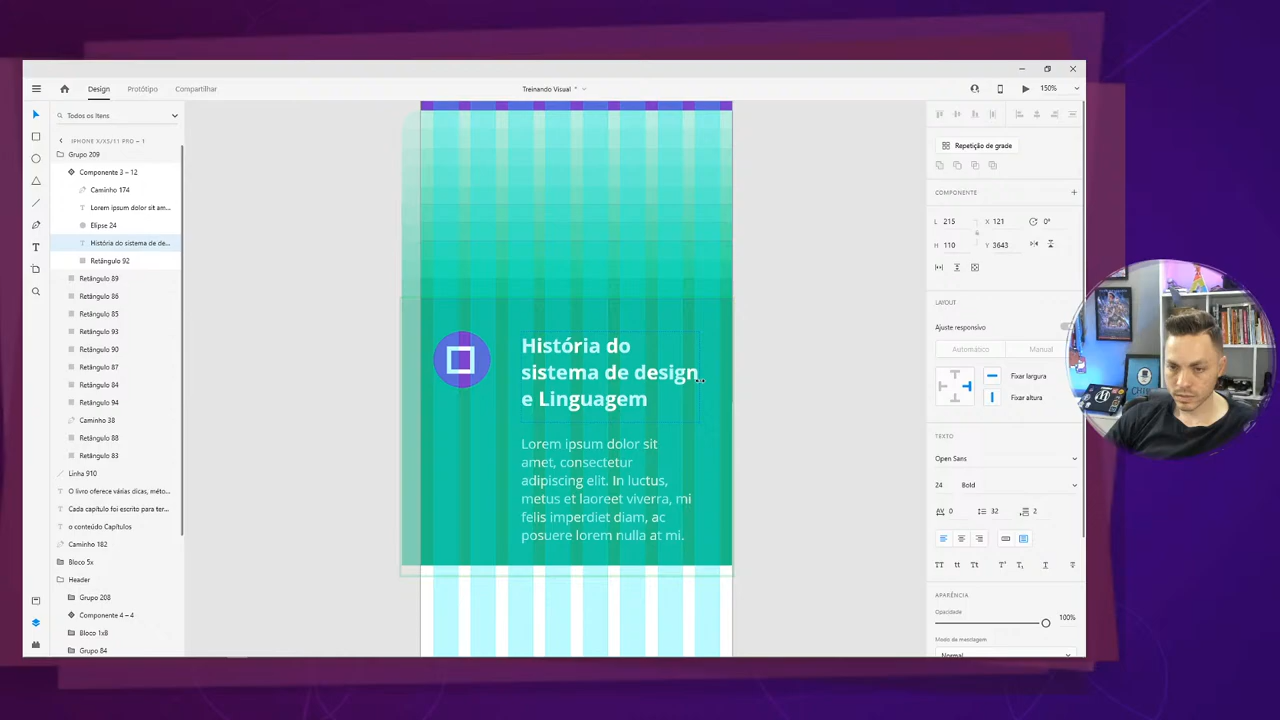 Design
Protótipo
Compartilhar
Treinando Visual *
150%
Todos os Itens
IPHONE X/XS/11 PRO – 1
Grupo 209
Componente 3 – 12
Caminho 174
Lorem ipsum dolor sit am...
Elipse 24
História do sistema de de...
Retângulo 92
Retângulo 89
Retângulo 86
Retângulo 85
Retângulo 93
Retângulo 90
Retângulo 87
Retângulo 84
Retângulo 94
Caminho 38
Retângulo 88
Retângulo 83
Linha 910
O livro oferece várias dicas, méto...
Cada capítulo foi escrito para ter...
o conteúdo Capítulos
Caminho 182
Bloco 5x
Header
Grupo 208
Componente 4 – 4
Bloco 1x8
Grupo 84
História do
sistema de design
e Linguagem
Lorem ipsum dolor sit
amet, consectetur
adipiscing elit. In luctus,
metus et laoreet viverra, mi
felis imperdiet diam, ac
posuere lorem nulla at mi.
Repetição de grade
COMPONENTE
L 215 X 121 0°
H 110 Y 3643
LAYOUT
Ajuste responsivo
Automático Manual
Fixar largura
Fixar altura
TEXTO
Open Sans
24 Bold
AV 0 32 2
TT tt Tt T¹ T₁ T
APARÊNCIA
Opacidade
100%
Modo de mesclagem
Normal